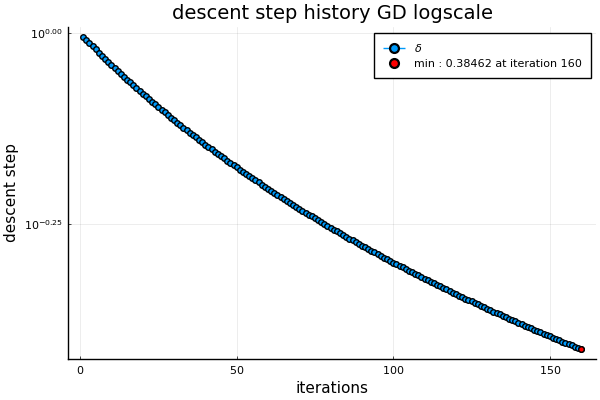 descent step history GD logscale
10^0.00
δ
min : 0.38462 at iteration 160
descent step
10^-0.25
0 50 100 150
iterations